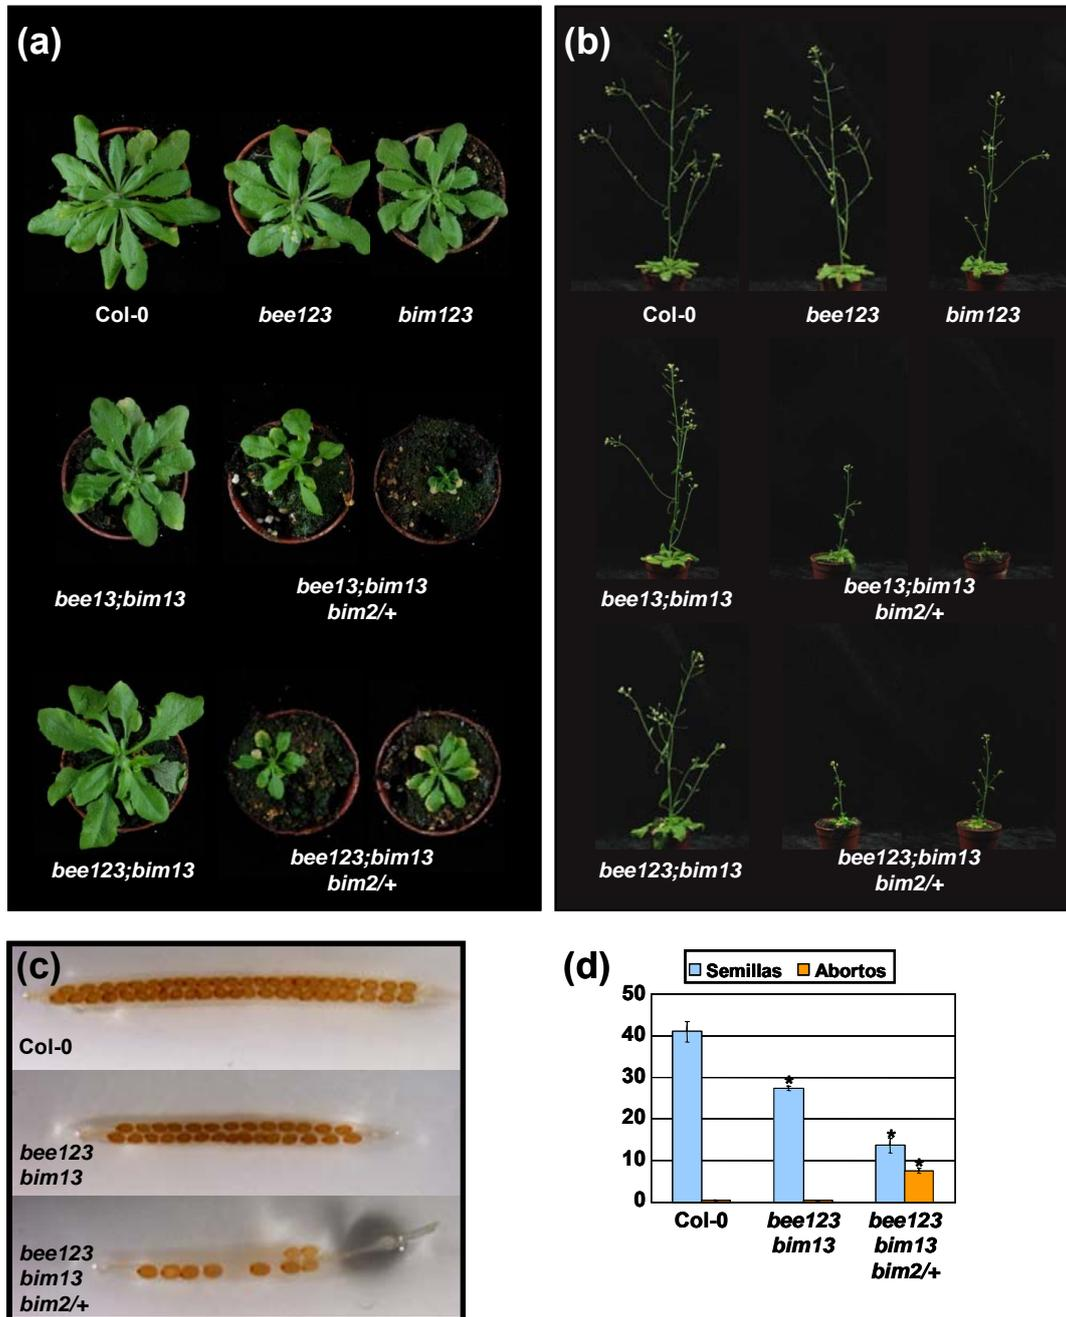 (a)
Col-0
bee123
bim123
bee13;bim13
bee13;bim13
bim2/+
bee123;bim13
bee123;bim13
bim2/+
(b)
Col-0
bee123
bim123
bee13;bim13
bee13;bim13
bim2/+
bee123;bim13
bee123;bim13
bim2/+
(c)
Col-0
bee123
bim13
bee123
bim13
bim2/+
(d)
Semillas Abortos
50
40
30
20
10
0
*
*
*
Col-0
bee123
bim13
bee123
bim13
bim2/+